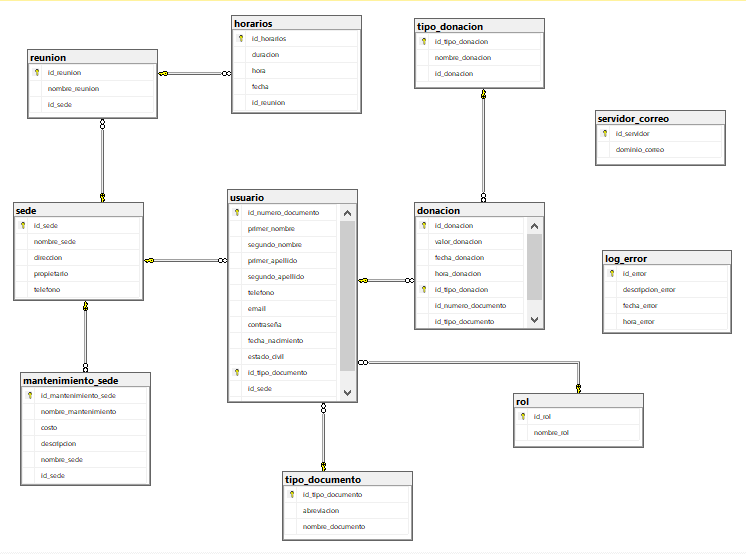 horarios
id_horarios
duracion
hora
fecha
id_reunion
tipo_donacion
id_tipo_donacion
nombre_donacion
id_donacion
reunion
id_reunion
nombre_reunion
id_sede
servidor_correo
id_servidor
dominio_correo
sede
id_sede
nombre_sede
direccion
propietario
telefono
usuario
id_numero_documento
primer_nombre
segundo_nombre
primer_apellido
segundo_apellido
telefono
email
contraseña
fecha_nacimiento
estado_civil
id_tipo_documento
id_sede
donacion
id_donacion
valor_donacion
fecha_donacion
hora_donacion
id_tipo_donacion
id_numero_documento
id_tipo_documento
log_error
id_error
descripcion_error
fecha_error
hora_error
mantenimiento_sede
id_mantenimiento_sede
nombre_mantenimiento
costo
descripcion
nombre_sede
id_sede
rol
id_rol
nombre_rol
tipo_documento
id_tipo_documento
abreviacion
nombre_documento